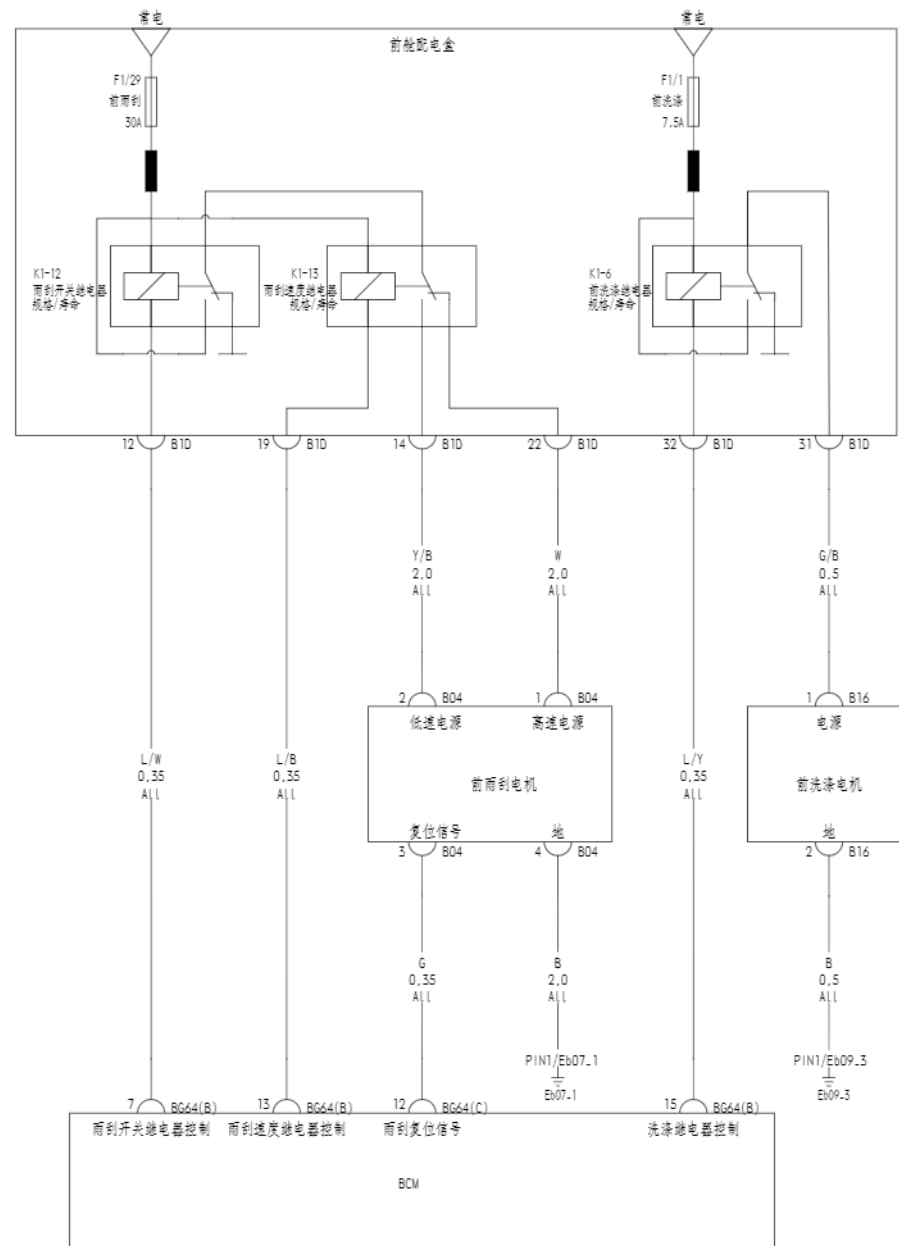 常电
常电
前舱配电盒
F1/29
前雨刮
30A
F1/1
前洗涤
7.5A
K1-12
雨刮开关继电器
规格/寿命
K1-13
雨刮速度继电器
规格/寿命
K1-6
前洗涤继电器
规格/寿命
12 B1D
19 B1D
14 B1D
22 B1D
32 B1D
31 B1D
Y/B
2,0
ALL
W
2,0
ALL
G/B
0,5
ALL
2 B04
1 B04
1 B16
低速电源
高速电源
电源
L/W
0,35
ALL
L/B
0,35
ALL
L/Y
0,35
ALL
前雨刮电机
前洗涤电机
复位信号
地
地
3 B04
4 B04
2 B16
G
0,35
ALL
B
2,0
ALL
B
0,5
ALL
PIN1/Eb07_1
Eb07_1
PIN1/Eb09_3
Eb09_3
7 BG64(B)
13 BG64(B)
12 BG64(C)
15 BG64(B)
雨刮开关继电器控制
雨刮速度继电器控制
雨刮复位信号
洗涤继电器控制
BCM